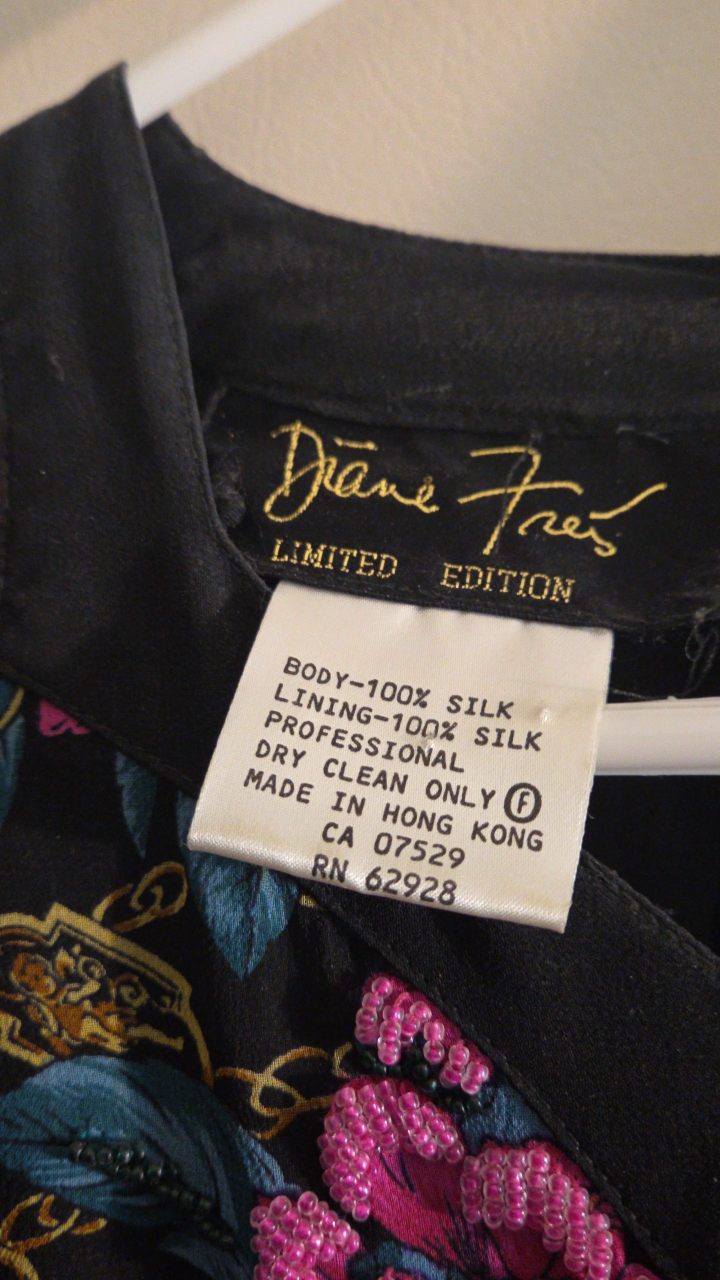 Diane Freis
LIMITED EDITION
BODY-100% SILK
LINING-100% SILK
PROFESSIONAL
DRY CLEAN ONLY Ⓕ
MADE IN HONG KONG
CA 07529
RN 62928